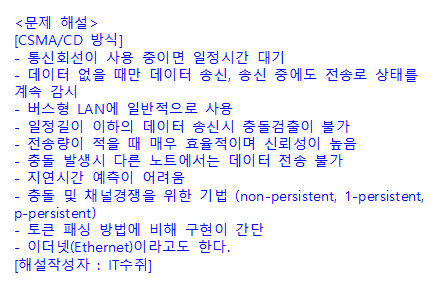 <문제 해설>
[CSMA/CD 방식]
- 통신회선이 사용 중이면 일정시간 대기
- 데이터 없을 때만 데이터 송신, 송신 중에도 전송로 상태를
계속 감시
- 버스형 LAN에 일반적으로 사용
- 일정길이 이하의 데이터 송신시 충돌검출이 불가
- 전송량이 적을 때 매우 효율적이며 신뢰성이 높음
- 충돌 발생시 다른 노트에서는 데이터 전송 불가
- 지연시간 예측이 어려움
- 충돌 및 채널경쟁을 위한 기법 (non-persistent, 1-persistent,
p-persistent)
- 토큰 패싱 방법에 비해 구현이 간단
- 이더넷(Ethernet)이라고도 한다.
[해설작성자 : IT수쥐]